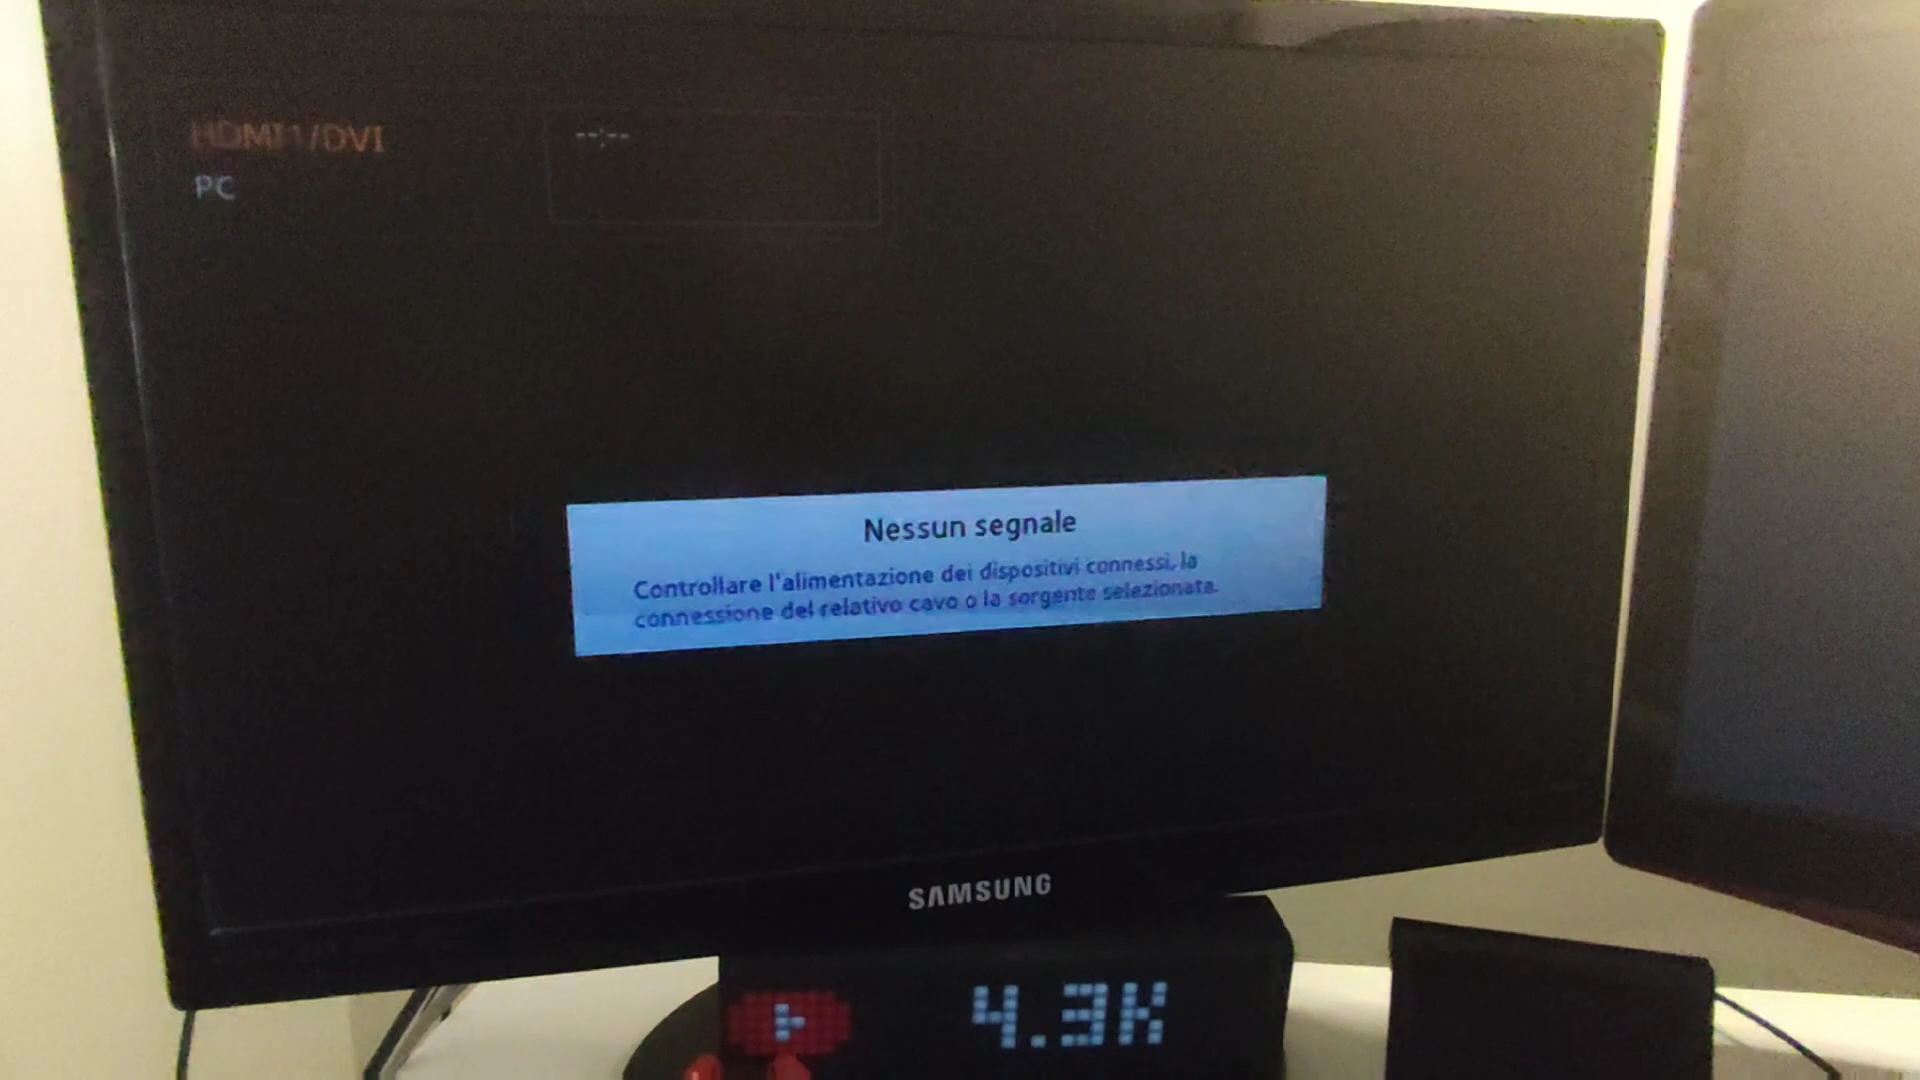 HDMI1/DVI
--:--
PC
Nessun segnale
Controllare l'alimentazione dei dispositivi connessi, la
connessione del relativo cavo o la sorgente selezionata.
SAMSUNG
4.3K